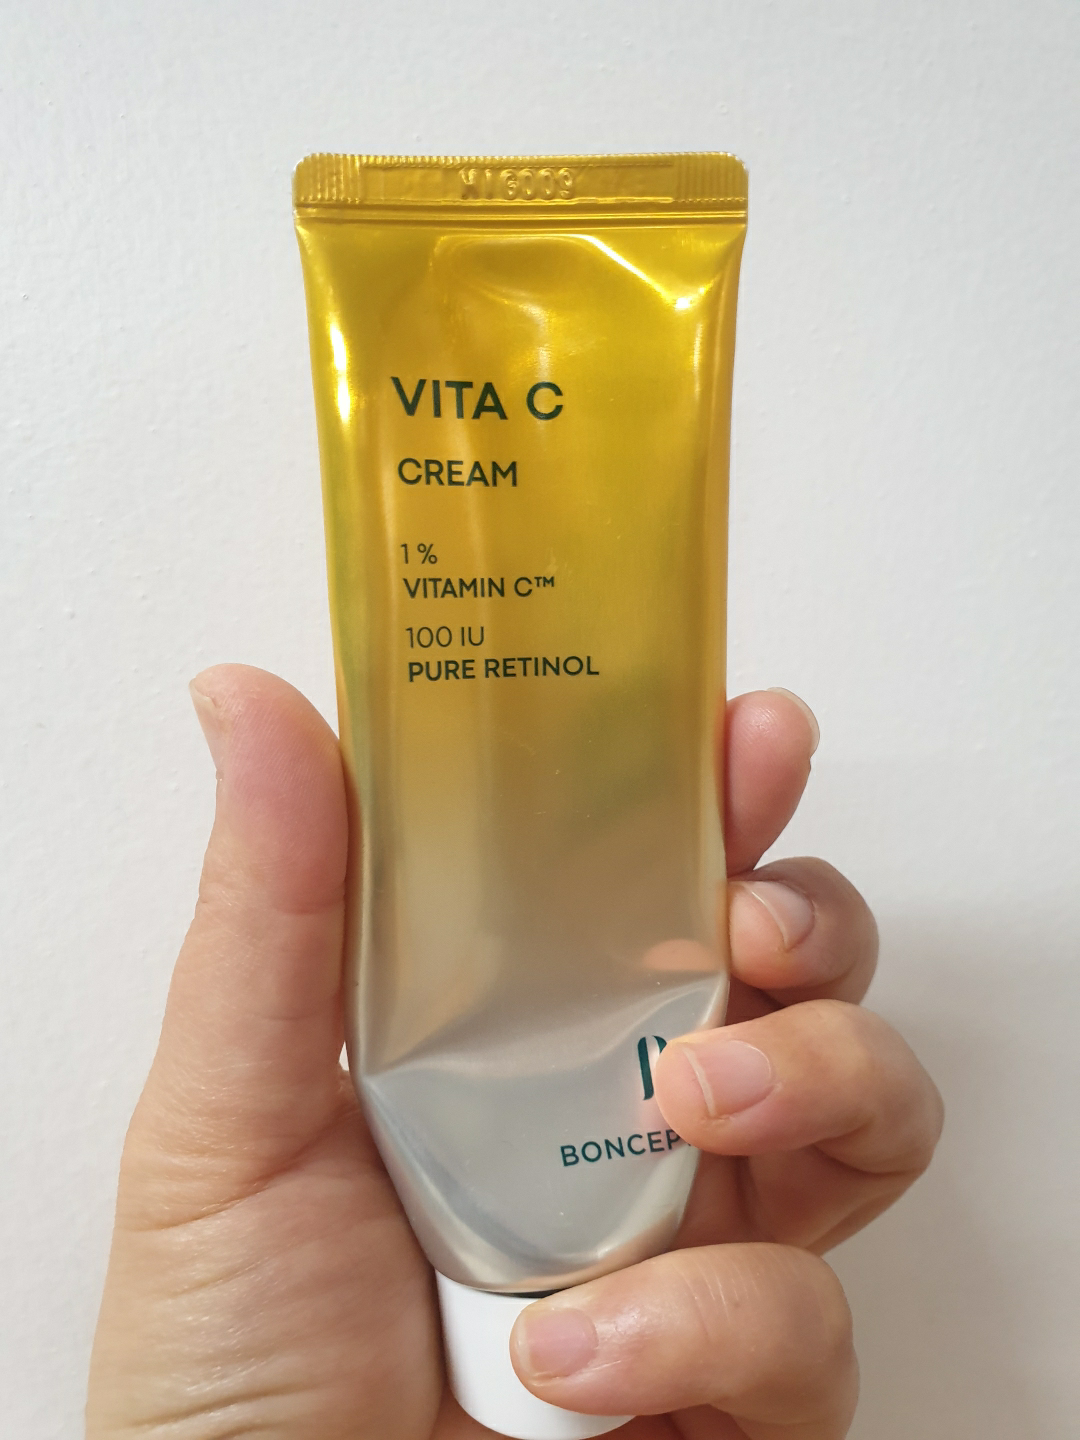 VITA C
CREAM
1 %
VITAMIN C™
100 IU
PURE RETINOL